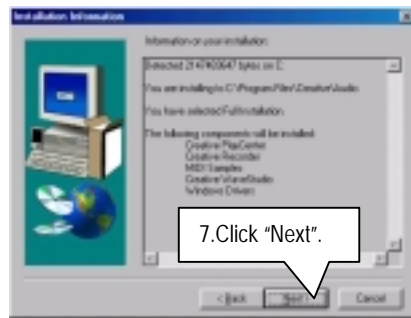 Installation Information
Information on your installation:
Detected 2147483647 bytes on C:
You are installing to C:\Program Files\Creative\Audio
You have selected Full installation.
The following components will be installed:
Creative PlayCenter
Creative Recorder
MIDI Samples
Creative WaveStudio
Windows Drivers
7.Click “Next”.
< Back
Next >
Cancel